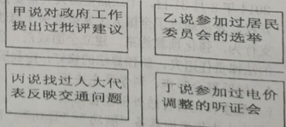 甲说对政府工作
提出过批评建议
乙说参加过居民
委员会的选举
丙说找过人大代
表反映交通问题
丁说参加过电价
调整的听证会